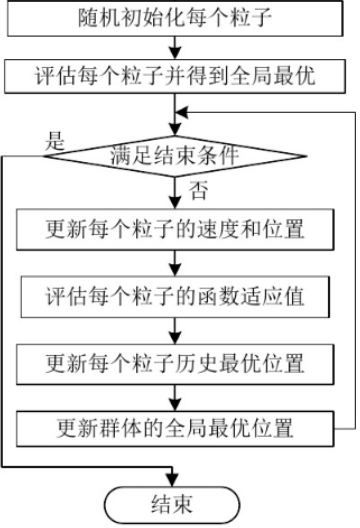 随机初始化每个粒子
评估每个粒子并得到全局最优
是
满足结束条件
否
更新每个粒子的速度和位置
评估每个粒子的函数适应值
更新每个粒子历史最优位置
更新群体的全局最优位置
结束